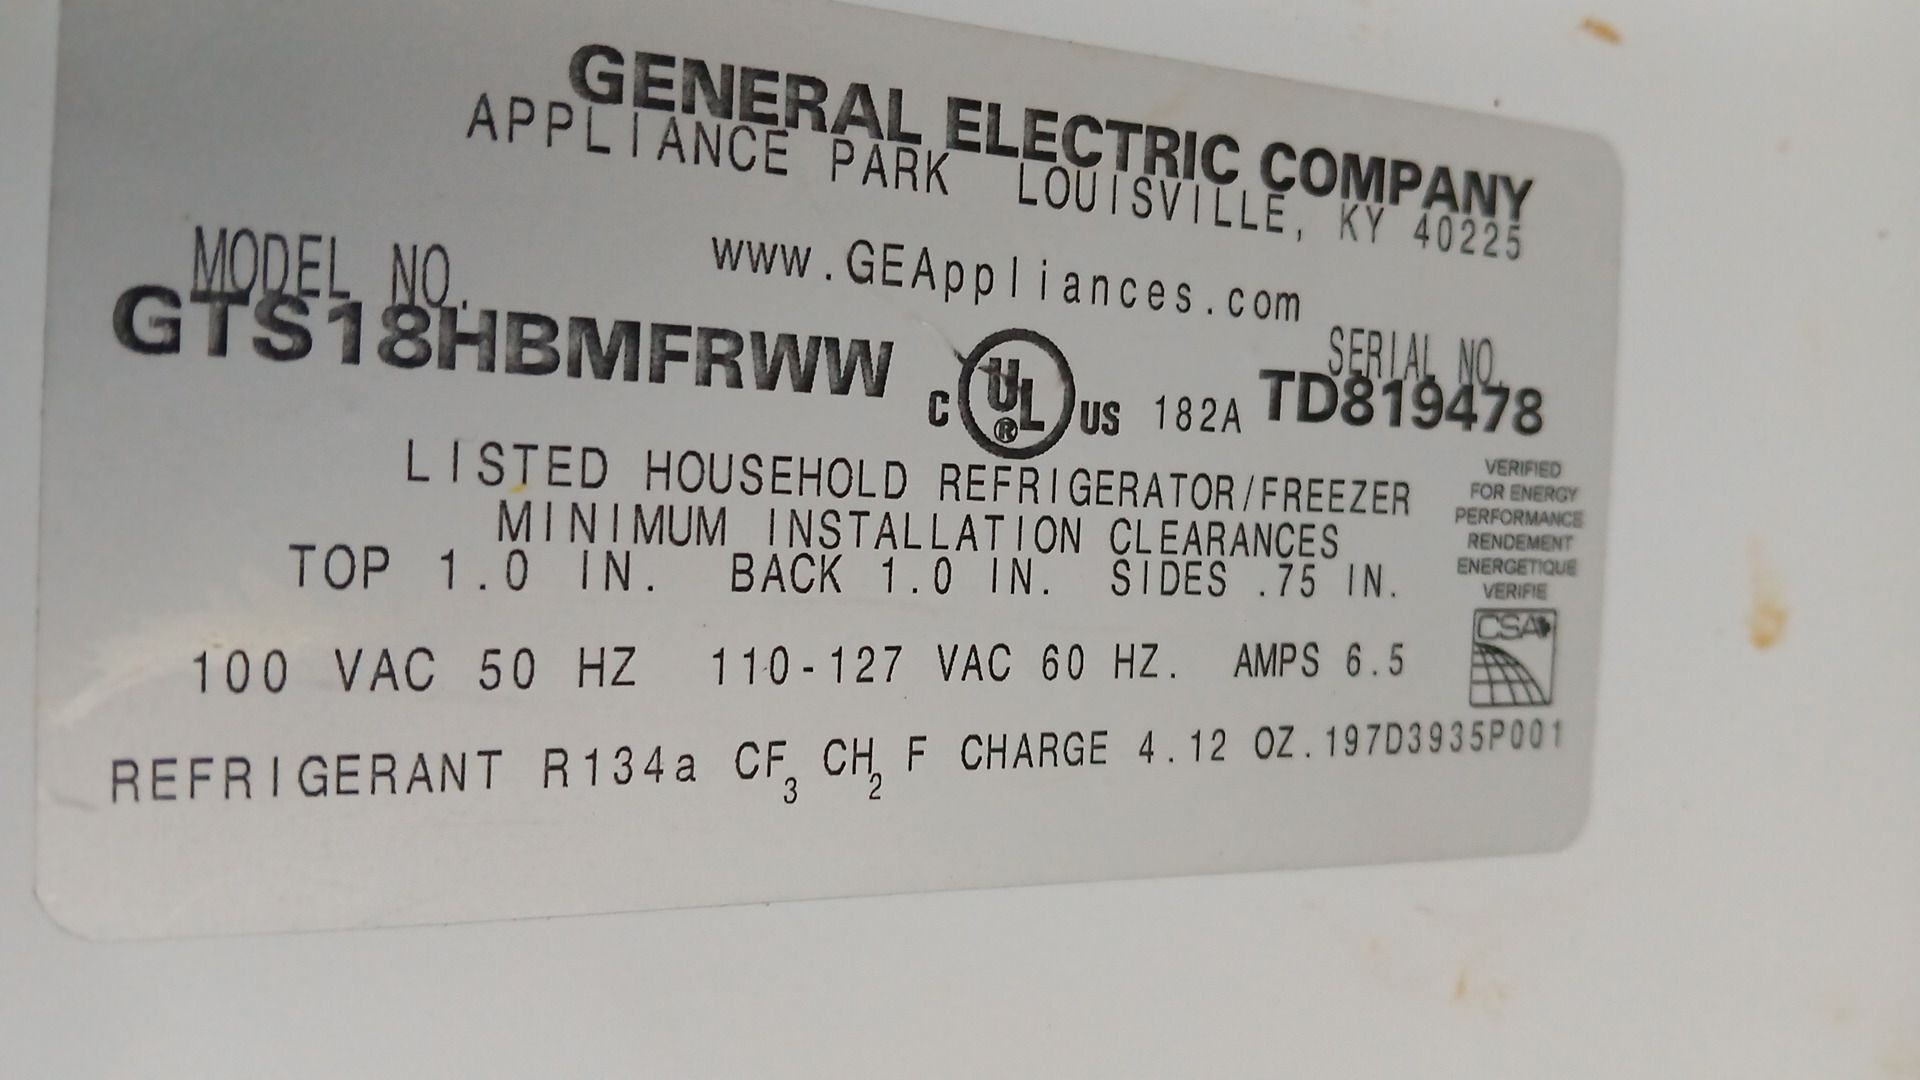 GENERAL ELECTRIC COMPANY
APPLIANCE PARK LOUISVILLE, KY 40225
www.GEAppliances.com
MODEL NO.
GTS18HBMFRWW
C UL ® US 182A
SERIAL NO.
TD819478
LISTED HOUSEHOLD REFRIGERATOR/FREEZER
MINIMUM INSTALLATION CLEARANCES
TOP 1.0 IN. BACK 1.0 IN. SIDES .75 IN.
VERIFIED
FOR ENERGY
PERFORMANCE
RENDEMENT
ENERGETIQUE
VERIFIE
CSA
100 VAC 50 HZ 110-127 VAC 60 HZ. AMPS 6.5
REFRIGERANT R134a CF₃ CH₂ F CHARGE 4.12 OZ. 197D3935P001